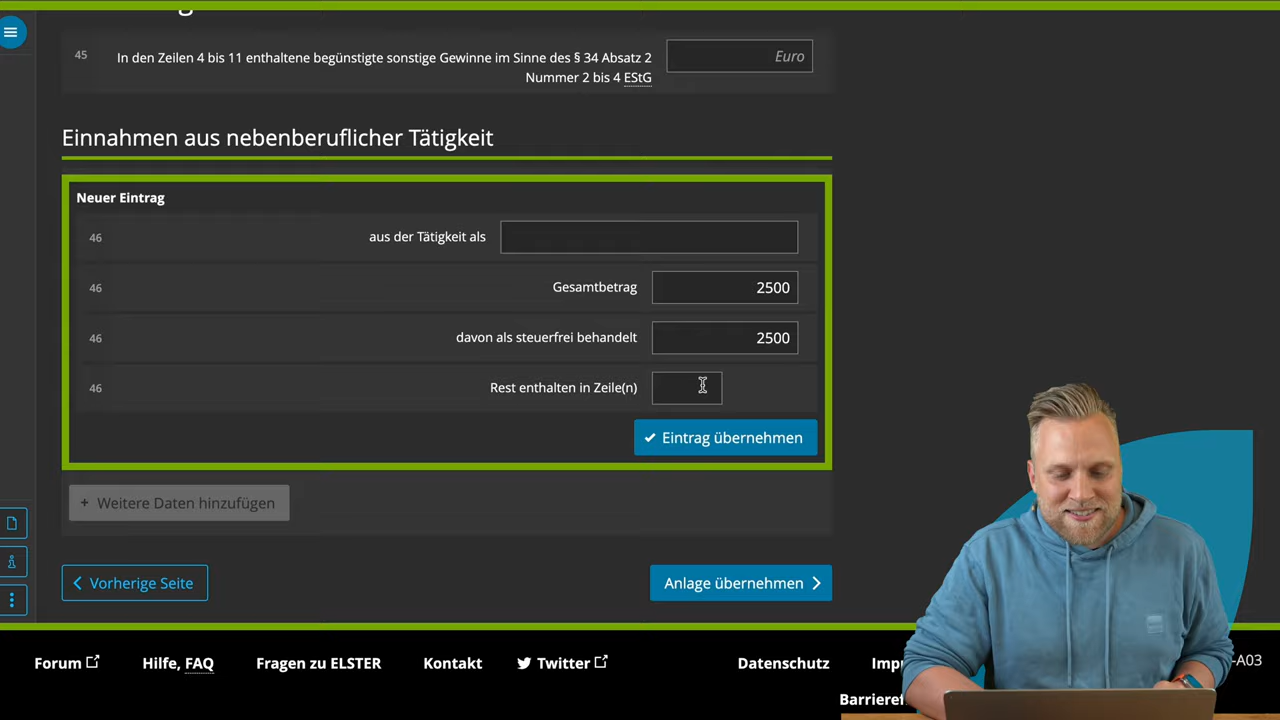 45
In den Zeilen 4 bis 11 enthaltene begünstigte sonstige Gewinne im Sinne des § 34 Absatz 2
Nummer 2 bis 4 EStG
Euro
Einnahmen aus nebenberuflicher Tätigkeit
Neuer Eintrag
46 aus der Tätigkeit als
46 Gesamtbetrag 2500
46 davon als steuerfrei behandelt 2500
46 Rest enthalten in Zeile(n)
Eintrag übernehmen
+ Weitere Daten hinzufügen
Vorherige Seite
Anlage übernehmen
Forum Hilfe, FAQ Fragen zu ELSTER Kontakt Twitter Datenschutz
-A03